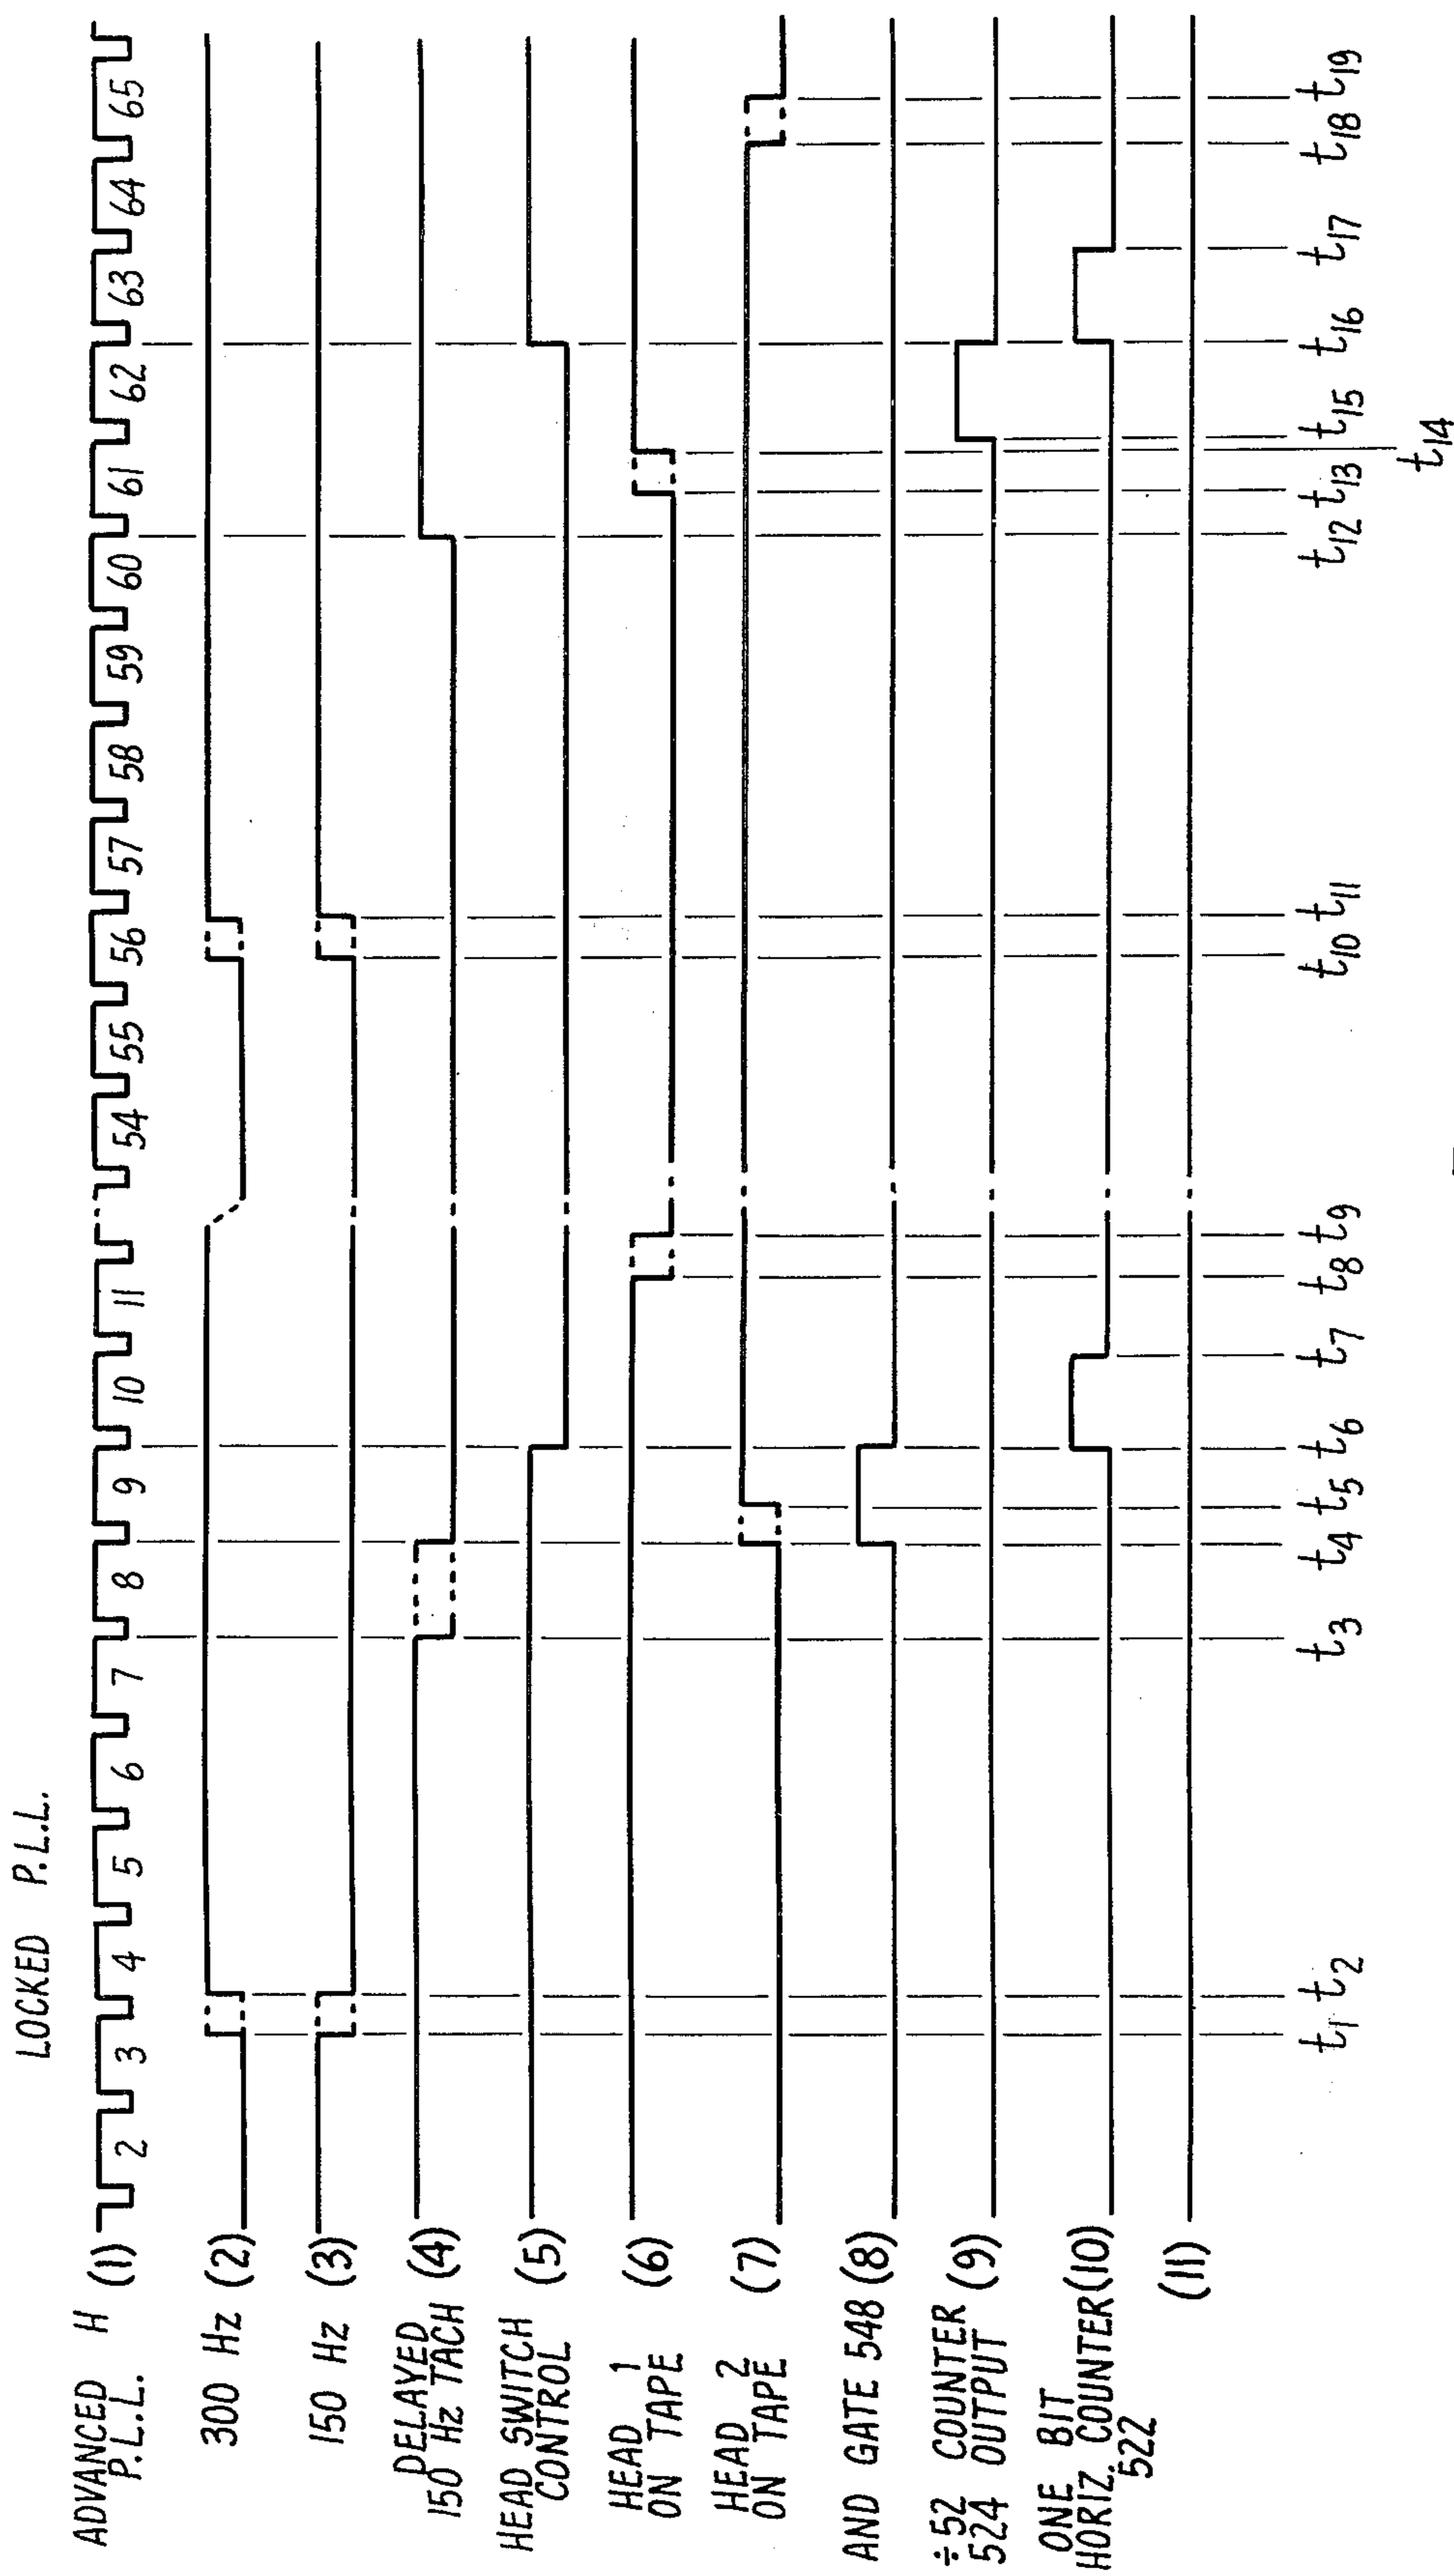 LOCKED P.L.L.
ADVANCED H (1)
P.L.L.
2 3 4 5 6 7 8 9 10 11 54 55 56 57 58 59 60 61 62 63 64 65
300 Hz (2)
150 Hz (3)
DELAYED
150 Hz TACH (4)
HEAD SWITCH
CONTROL (5)
HEAD 1
ON TAPE (6)
HEAD 2
ON TAPE (7)
AND GATE 548 (8)
÷52 COUNTER
524 OUTPUT (9)
ONE BIT
HORIZ. COUNTER (10)
522
(11)
t1 t2 t3 t4 t5 t6 t7 t8 t9 t10 t11 t12 t13 t15 t16 t17 t18 t19
t14